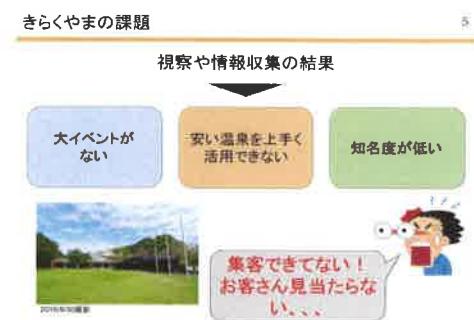 きらくやまの課題
5
視察や情報収集の結果
大イベントが
ない
安い温泉を上手く
活用できない
知名度が低い
集客できてない!
お客さん見当たらな
い、、、